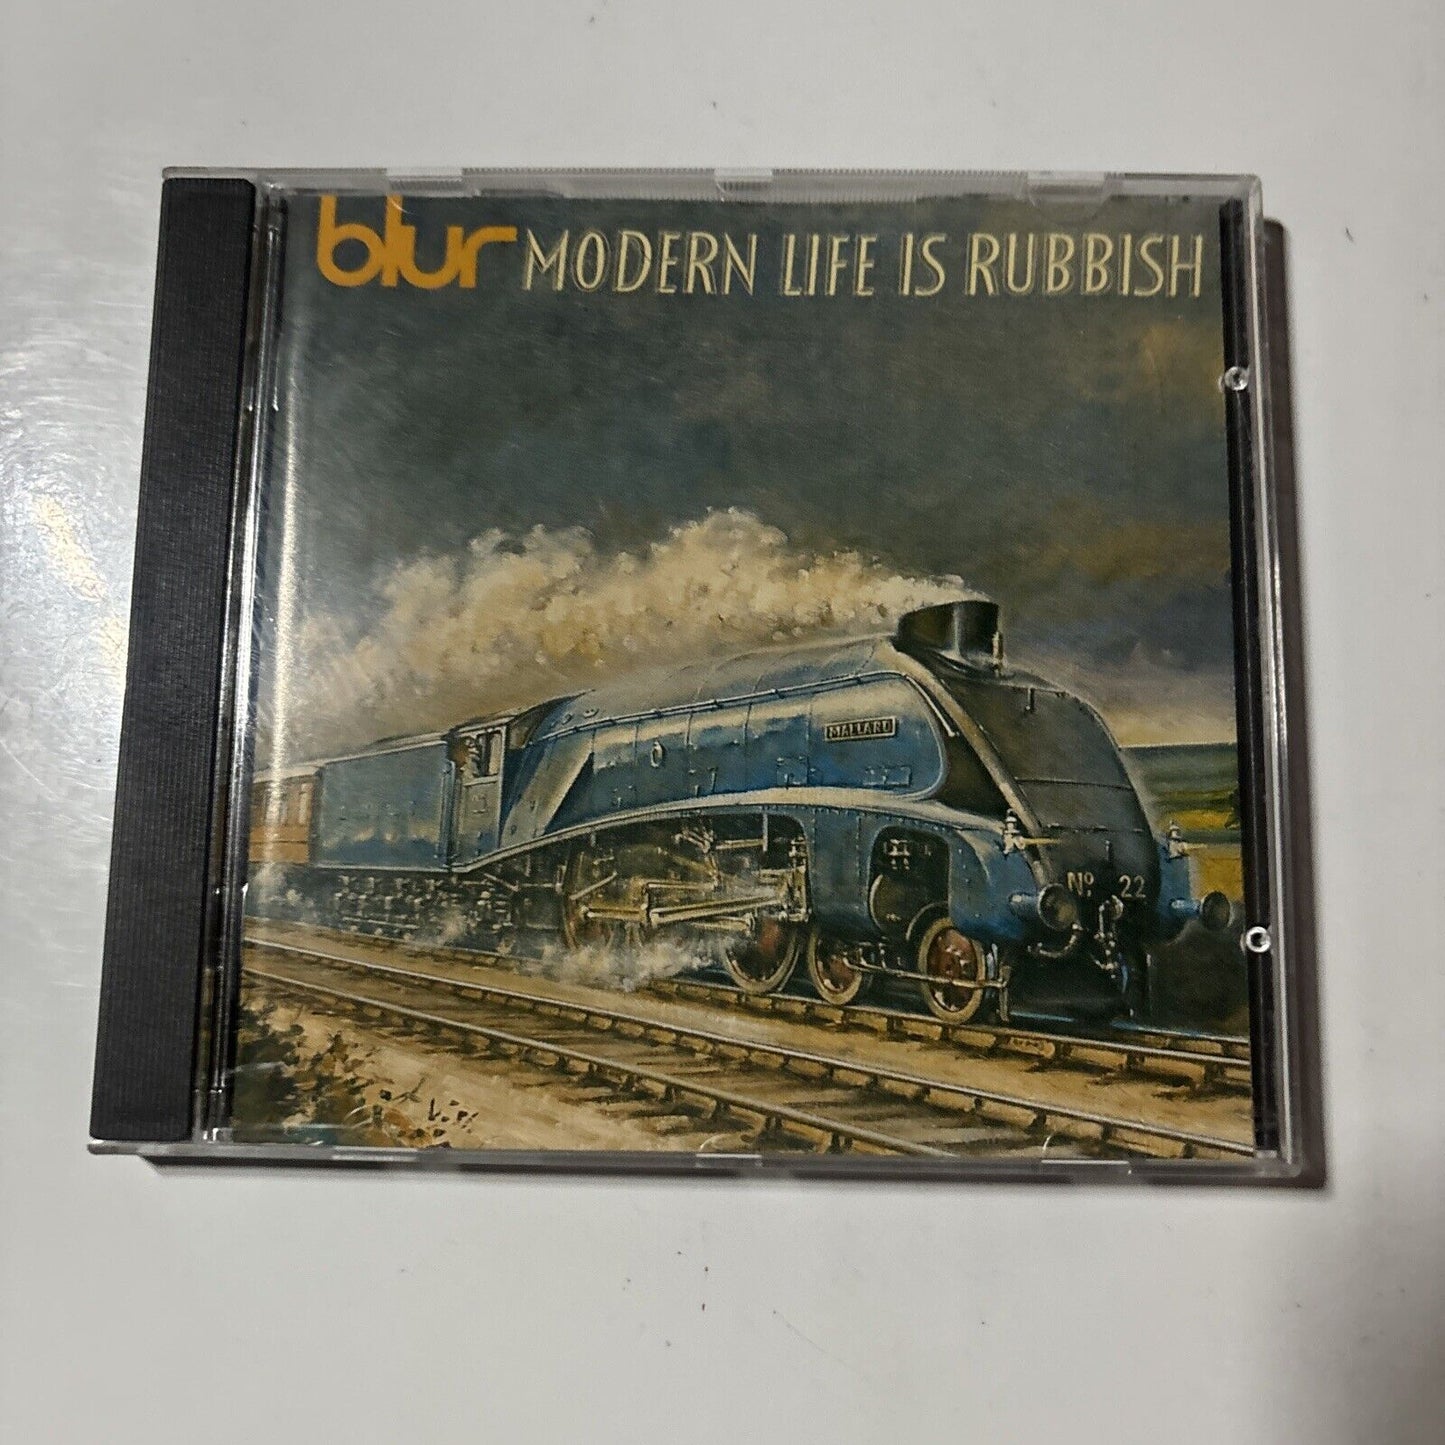 blur MODERN LIFE IS RUBBISH
MALLARD
Nº 22